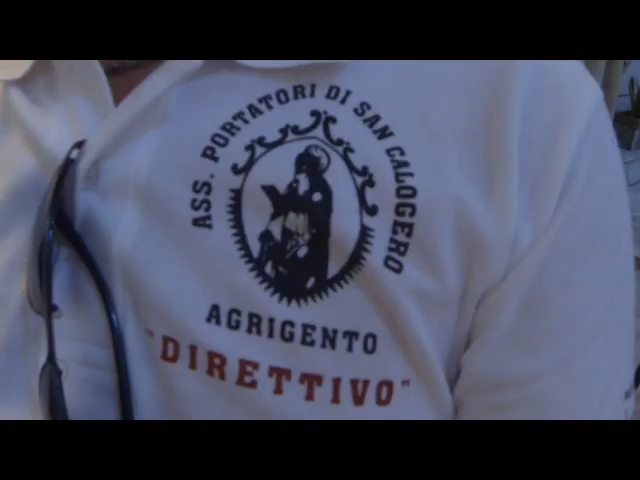 ASS. PORTATORI DI SAN CALOGERO
AGRIGENTO
"DIRETTIVO"